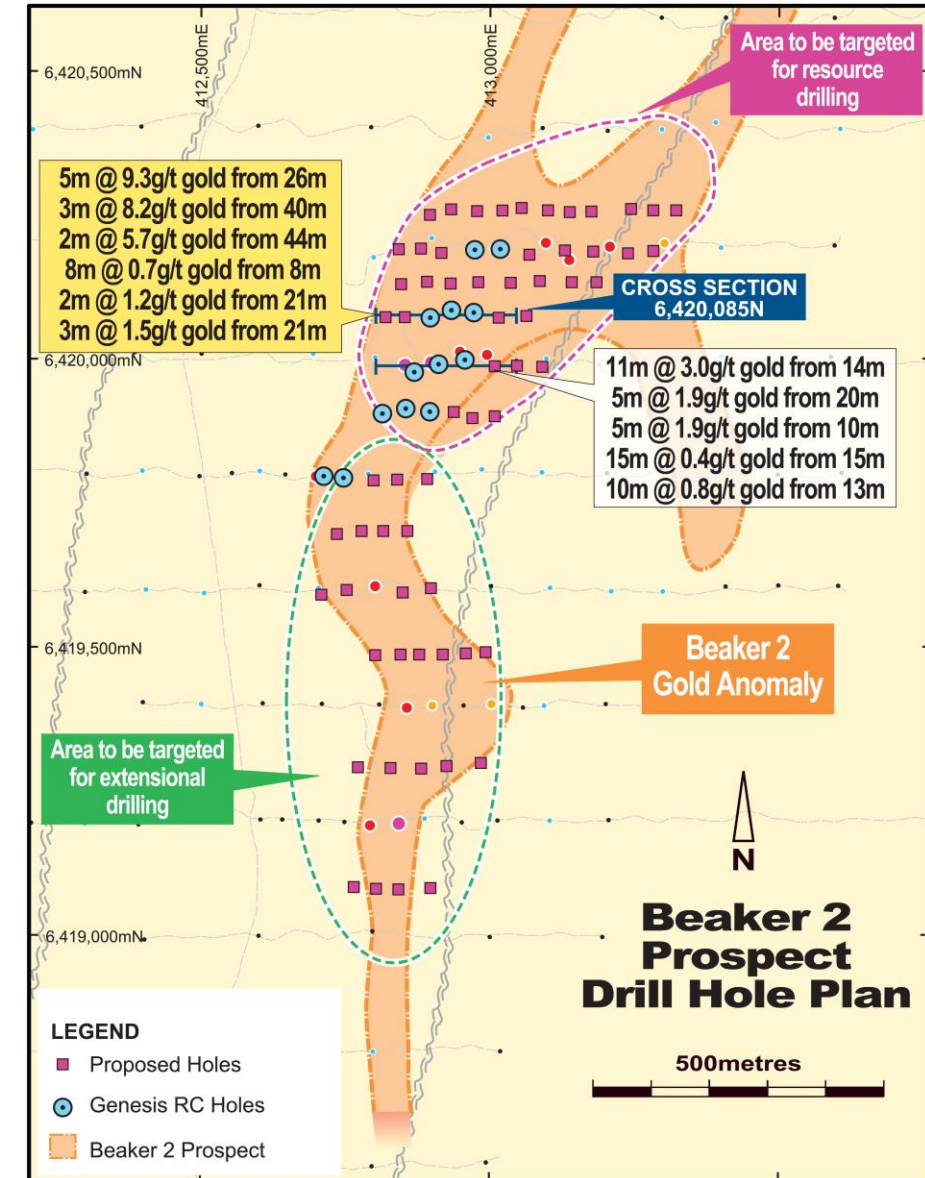 412,500mE
413,000mE
6,420,500mN
Area to be targeted
for resource
drilling
5m @ 9.3g/t gold from 26m
3m @ 8.2g/t gold from 40m
2m @ 5.7g/t gold from 44m
8m @ 0.7g/t gold from 8m
2m @ 1.2g/t gold from 21m
3m @ 1.5g/t gold from 21m
CROSS SECTION
6,420,085N
6,420,000mN
11m @ 3.0g/t gold from 14m
5m @ 1.9g/t gold from 20m
5m @ 1.9g/t gold from 10m
15m @ 0.4g/t gold from 15m
10m @ 0.8g/t gold from 13m
6,419,500mN
Beaker 2
Gold Anomaly
Area to be targeted
for extensional
drilling
N
6,419,000mN
Beaker 2
Prospect
Drill Hole Plan
500metres
LEGEND
Proposed Holes
Genesis RC Holes
Beaker 2 Prospect